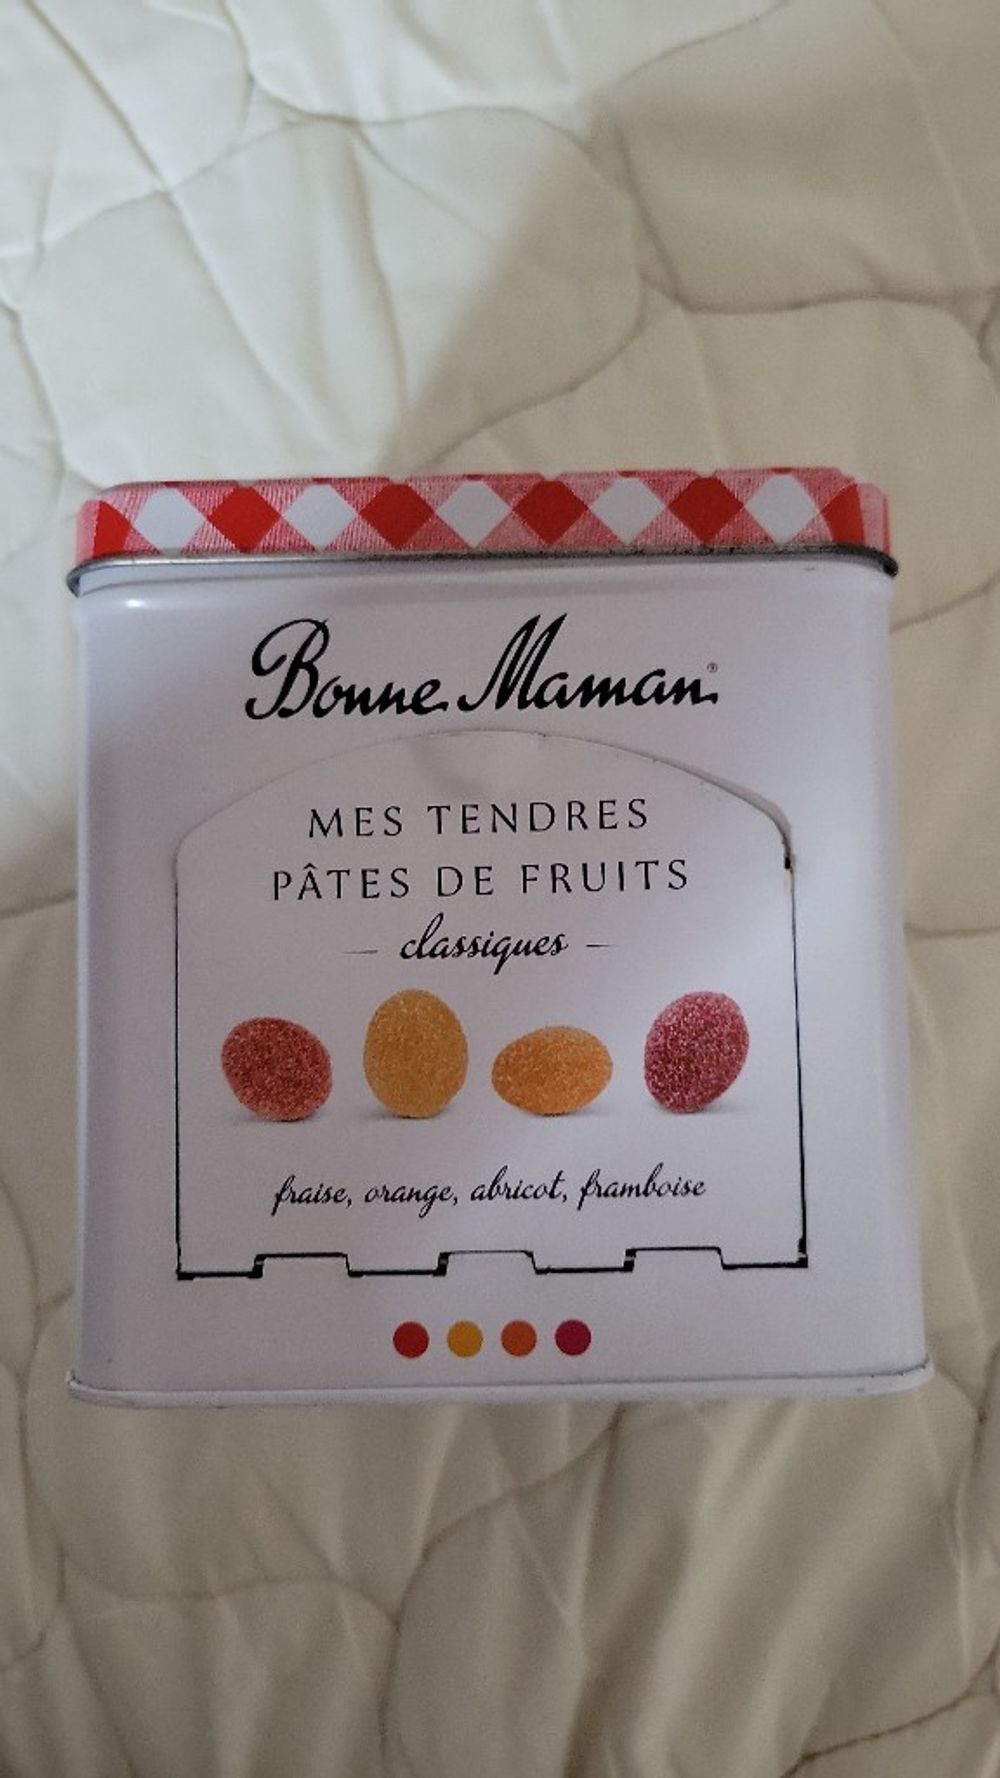 Bonne Maman®
MES TENDRES
PÂTES DE FRUITS
— classiques —
fraise, orange, abricot, framboise